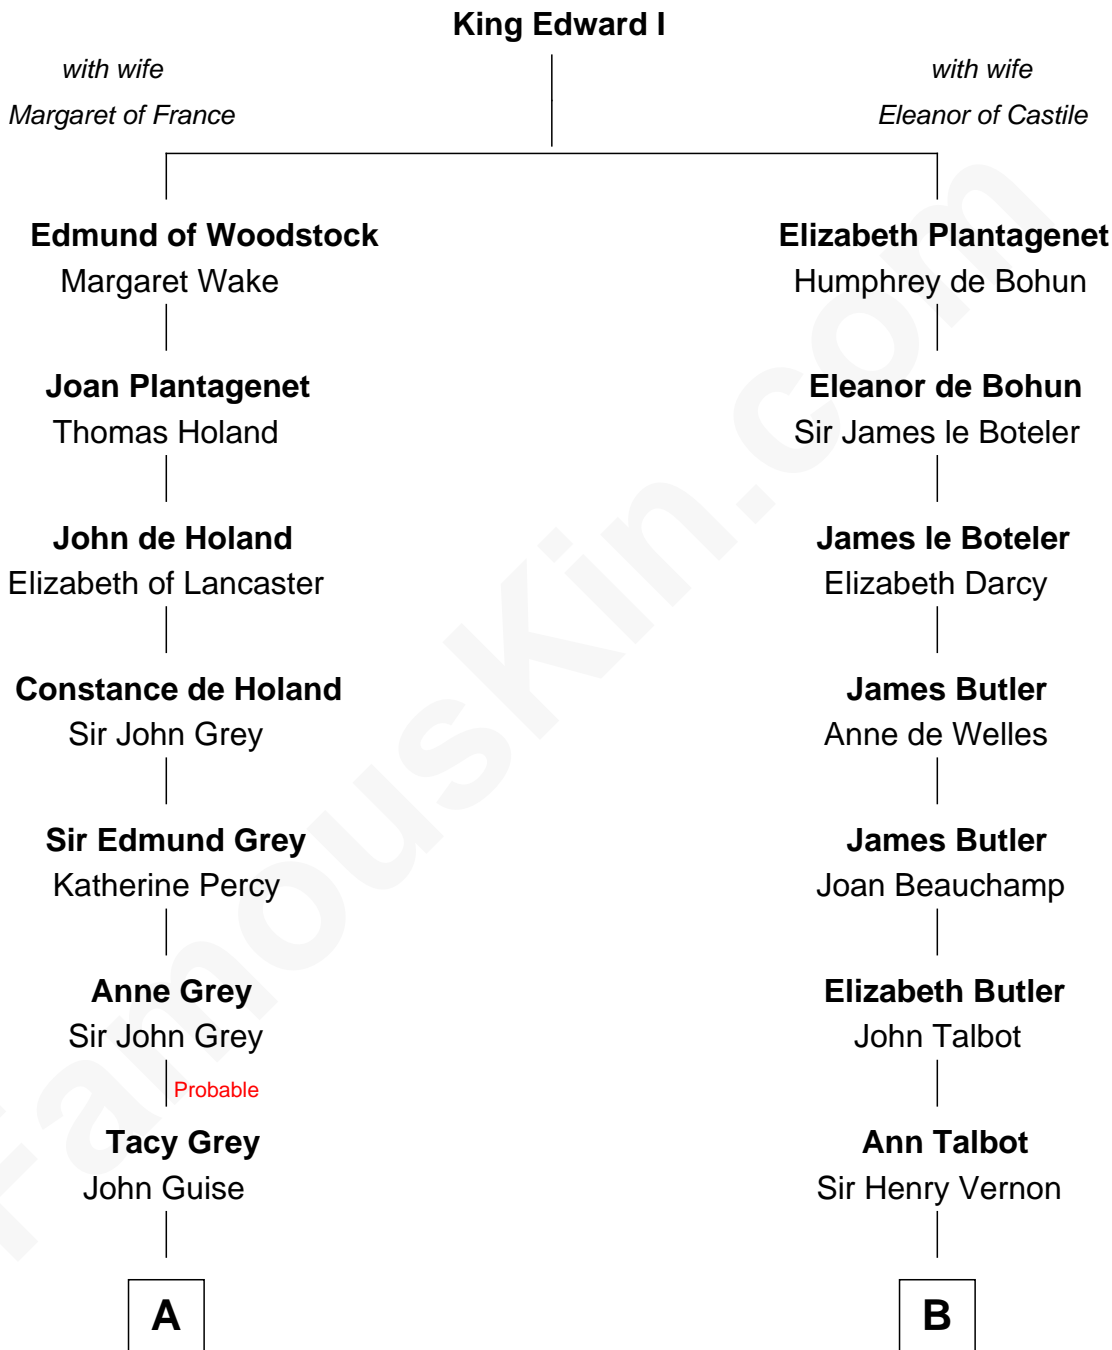 King Edward I
with wife
Margaret of France
with wife
Eleanor of Castile
Edmund of Woodstock
Margaret Wake
Elizabeth Plantagenet
Humphrey de Bohun
Joan Plantagenet
Thomas Holand
Eleanor de Bohun
Sir James le Boteler
John de Holand
Elizabeth of Lancaster
James le Boteler
Elizabeth Darcy
Constance de Holand
Sir John Grey
James Butler
Anne de Welles
Sir Edmund Grey
Katherine Percy
James Butler
Joan Beauchamp
Anne Grey
Sir John Grey
Elizabeth Butler
John Talbot
Probable
Tacy Grey
John Guise
Ann Talbot
Sir Henry Vernon
A
B
FamousKin.com